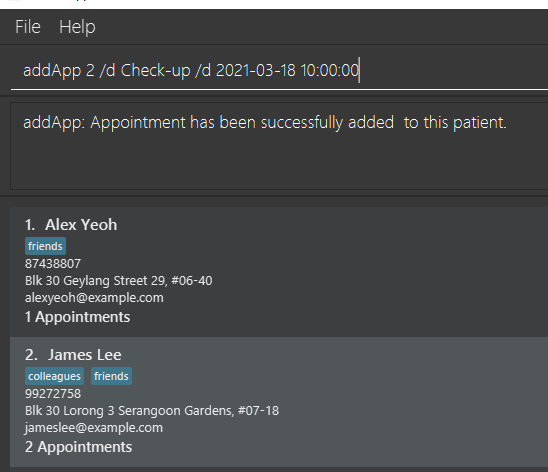 File Help
addApp 2 /d Check-up /d 2021-03-18 10:00:00
addApp: Appointment has been successfully added  to this patient.
1. Alex Yeoh
friends
87438807
Blk 30 Geylang Street 29, #06-40
alexyeoh@example.com
1 Appointments
2. James Lee
colleagues friends
99272758
Blk 30 Lorong 3 Serangoon Gardens, #07-18
jameslee@example.com
2 Appointments